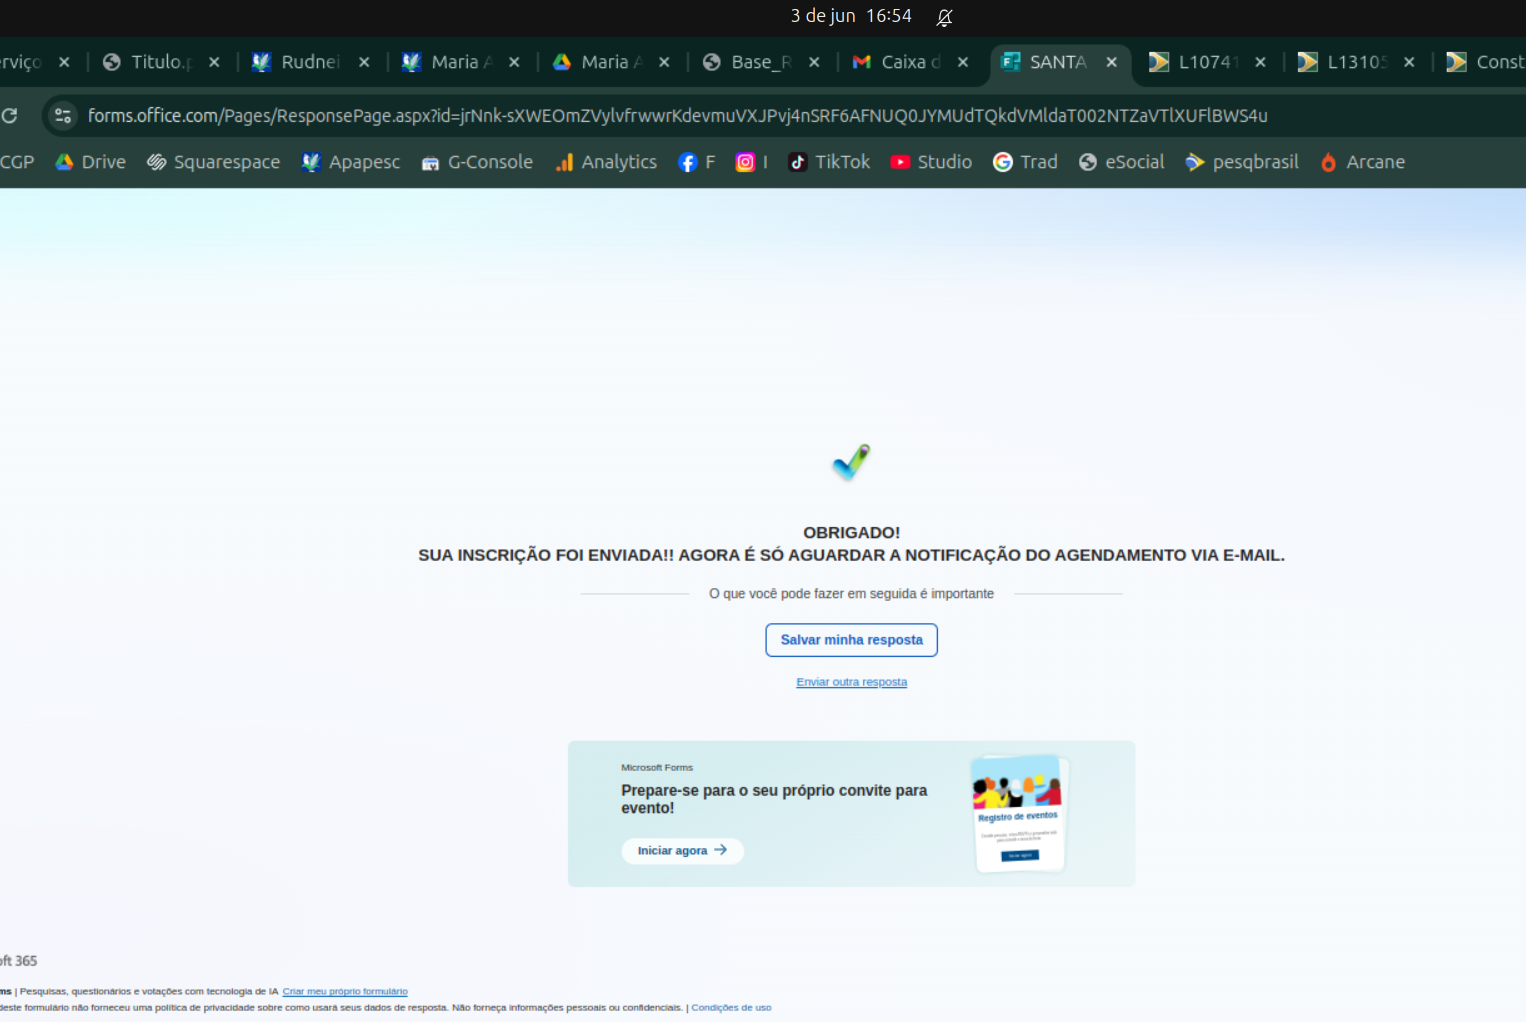 3 de jun 16:54
Titulo.p
Rudnei
Maria A
Maria A
Base_R
Caixa d
SANTA
L10741
L13105
Const
forms.office.com/Pages/ResponsePage.aspx?id=jrNnk-sXWEOmZVylvfrwwrKdevmuVXJPvj4nSRF6AFNUQ0JYMUdTQkdVMldaT002NTZaVTlXUFlBWS4u
CGP
Drive
Squarespace
Apapesc
G-Console
Analytics
F
I
TikTok
Studio
Trad
eSocial
pesqbrasil
Arcane
OBRIGADO!
SUA INSCRIÇÃO FOI ENVIADA!! AGORA É SÓ AGUARDAR A NOTIFICAÇÃO DO AGENDAMENTO VIA E-MAIL.
O que você pode fazer em seguida é importante
Salvar minha resposta
Enviar outra resposta
Microsoft Forms
Prepare-se para o seu próprio convite para
evento!
Iniciar agora
Registro de eventos
oft 365
ms | Pesquisas, questionários e votações com tecnologia de IA Criar meu próprio formulário
deste formulário não forneceu uma política de privacidade sobre como usará seus dados de resposta. Não forneça informações pessoais ou confidenciais. | Condições de uso